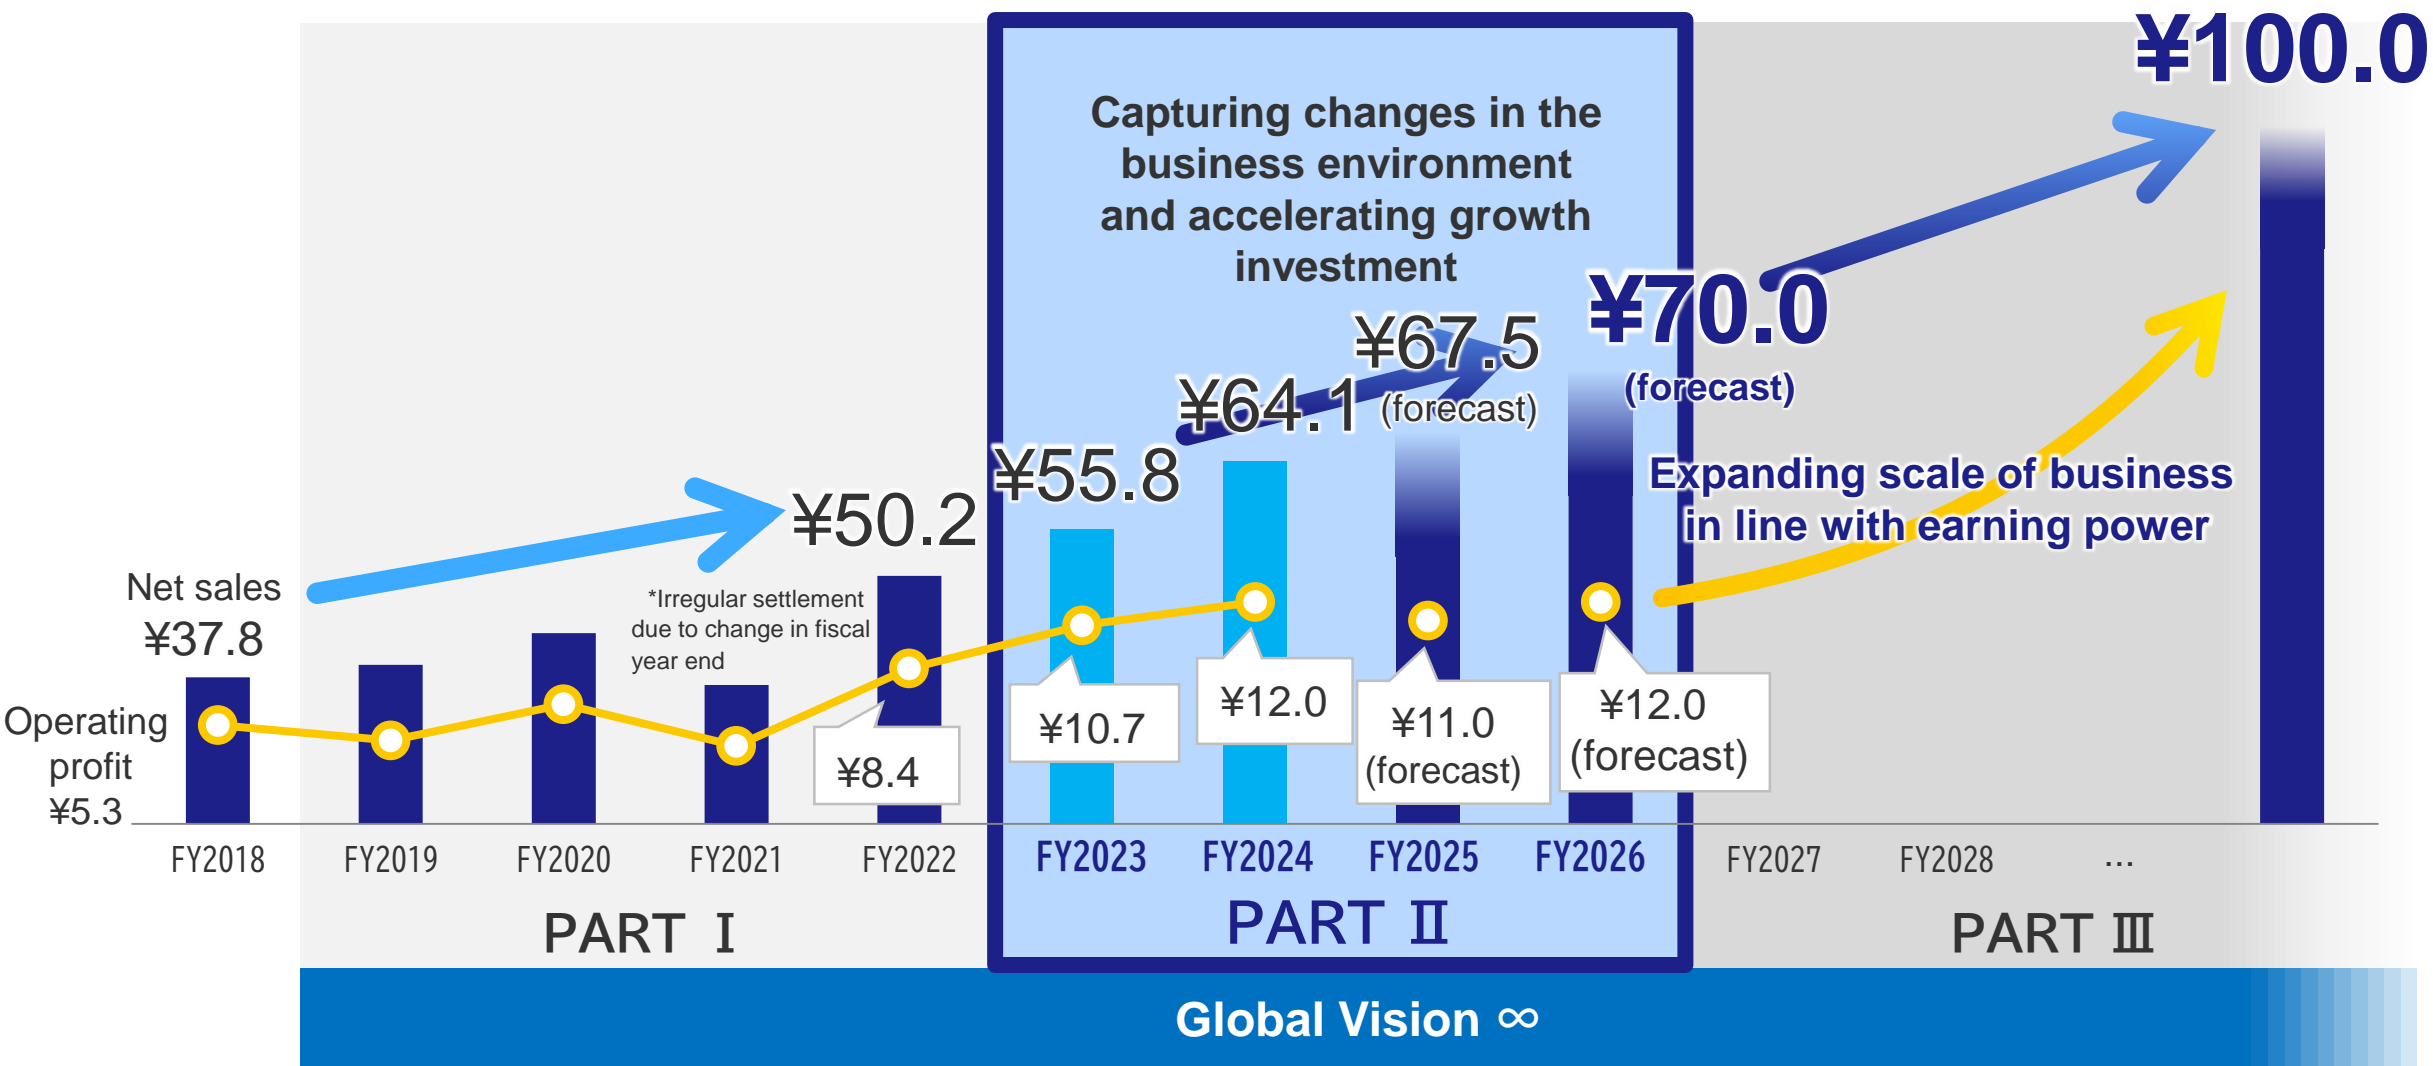 ¥100.0
Capturing changes in the
business environment
and accelerating growth
investment
¥70.0
(forecast)
¥67.5
(forecast)
¥64.1
¥55.8
¥50.2
Expanding scale of business
in line with earning power
Net sales
¥37.8
*Irregular settlement
due to change in fiscal
year end
Operating
profit
¥5.3
¥8.4
¥10.7
¥12.0
¥11.0
(forecast)
¥12.0
(forecast)
FY2018 FY2019 FY2020 FY2021 FY2022 FY2023 FY2024 FY2025 FY2026 FY2027 FY2028 …
PART Ⅰ
PART Ⅱ
PART Ⅲ
Global Vision ∞